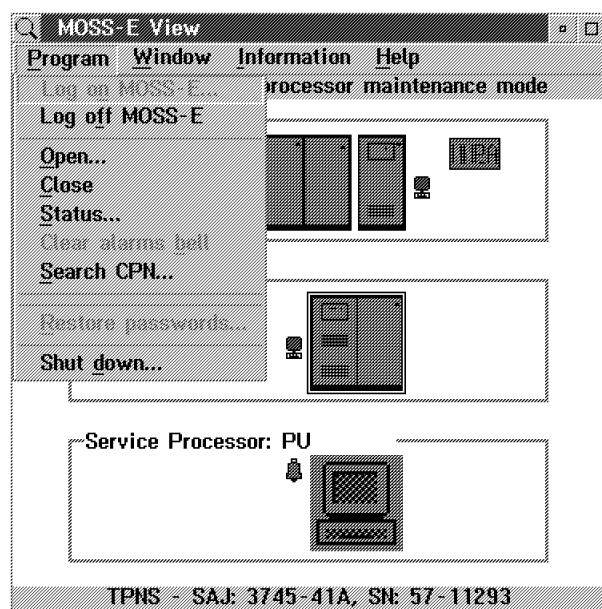 MOSS-E View
Program Window Information Help
Log on MOSS-E... processor maintenance mode
Log off MOSS-E
Open...
Close
Status...
Clear alarms bell
Search CPN...
Restore passwords...
Shut down...
Service Processor: PU
TPNS - SAJ: 3745-41A, SN: 57-11293